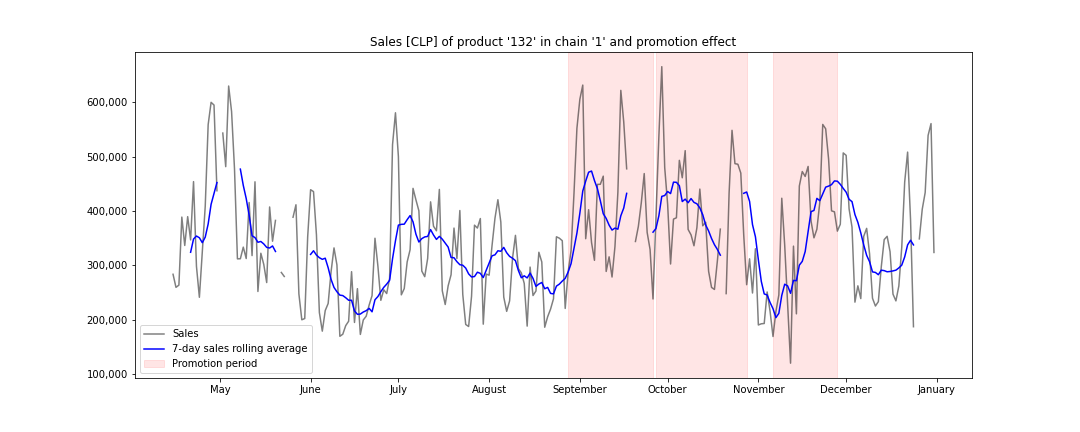 Sales [CLP] of product '132' in chain '1' and promotion effect
600,000
500,000
400,000
300,000
200,000
100,000
Sales
7-day sales rolling average
Promotion period
May June July August September October November December January